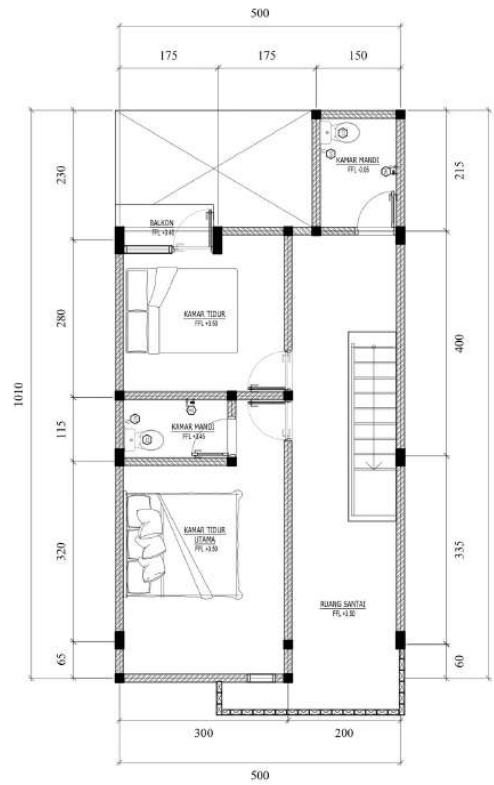 500
175
175
150
230
280
115
320
65
1010
215
400
335
60
KAMAR MANDI
FFL -0.05
BALKON
FFL +3.40
KAMAR TIDUR
FFL +3.50
KAMAR MANDI
FFL +3.45
KAMAR TIDUR
UTAMA
FFL +3.50
RUANG SANTAI
FFL +3.50
300
200
500